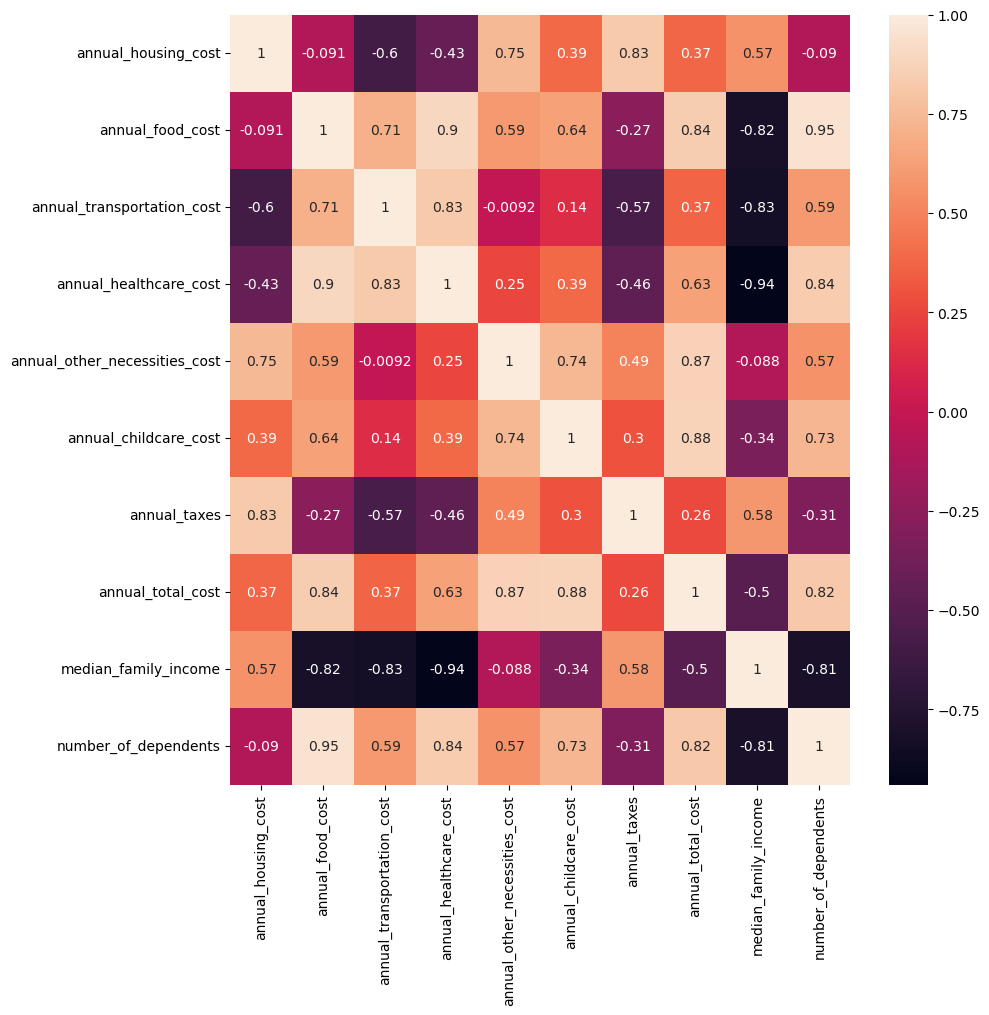 annual_housing_cost 1 -0.091 -0.6 -0.43 0.75 0.39 0.83 0.37 0.57 -0.09
annual_food_cost -0.091 1 0.71 0.9 0.59 0.64 -0.27 0.84 -0.82 0.95
annual_transportation_cost -0.6 0.71 1 0.83 -0.0092 0.14 -0.57 0.37 -0.83 0.59
annual_healthcare_cost -0.43 0.9 0.83 1 0.25 0.39 -0.46 0.63 -0.94 0.84
annual_other_necessities_cost 0.75 0.59 -0.0092 0.25 1 0.74 0.49 0.87 -0.088 0.57
annual_childcare_cost 0.39 0.64 0.14 0.39 0.74 1 0.3 0.88 -0.34 0.73
annual_taxes 0.83 -0.27 -0.57 -0.46 0.49 0.3 1 0.26 0.58 -0.31
annual_total_cost 0.37 0.84 0.37 0.63 0.87 0.88 0.26 1 -0.5 0.82
median_family_income 0.57 -0.82 -0.83 -0.94 -0.088 -0.34 0.58 -0.5 1 -0.81
number_of_dependents -0.09 0.95 0.59 0.84 0.57 0.73 -0.31 0.82 -0.81 1
annual_housing_cost
annual_food_cost
annual_transportation_cost
annual_healthcare_cost
annual_other_necessities_cost
annual_childcare_cost
annual_taxes
annual_total_cost
median_family_income
number_of_dependents
1.00
0.75
0.50
0.25
0.00
−0.25
−0.50
−0.75